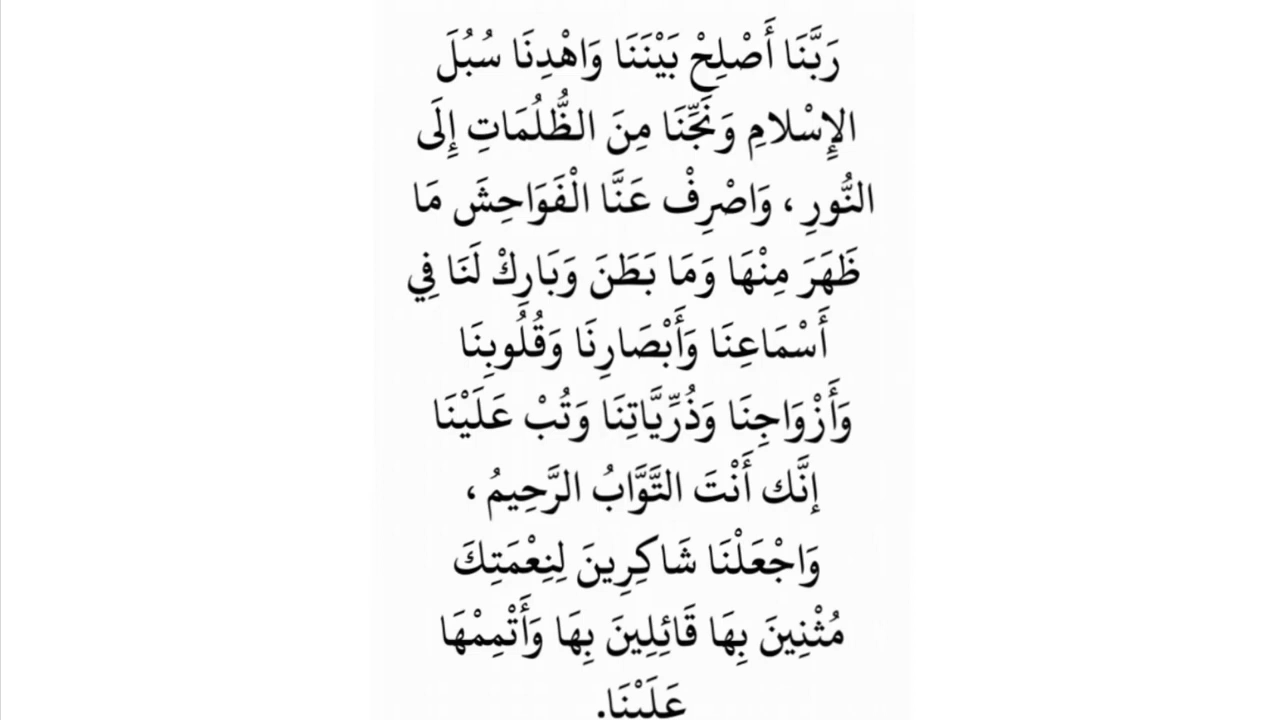 رَبَّنَا أَصْلِحْ بَيْنَنَا وَاهْدِنَا سُبُلَ
الإِسْلامِ وَنَجِّنَا مِنَ الظُّلُمَاتِ إِلَى
النُّورِ ، وَاصْرِفْ عَنَّا الْفَوَاحِشَ مَا
ظَهَرَ مِنْهَا وَمَا بَطَنَ وَبَارِكْ لَنَا فِي
أَسْمَاعِنَا وَأَبْصَارِنَا وَقُلُوبِنَا
وَأَزْوَاجِنَا وَذُرِّيَّاتِنَا وَتُبْ عَلَيْنَا
إنَّك أَنْتَ التَّوَّابُ الرَّحِيمُ ،
وَاجْعَلْنَا شَاكِرِينَ لِنِعْمَتِكَ
مُثْنِينَ بِهَا قَائِلِينَ بِهَا وَأَتْمِمْهَا
عَلَيْنَا.